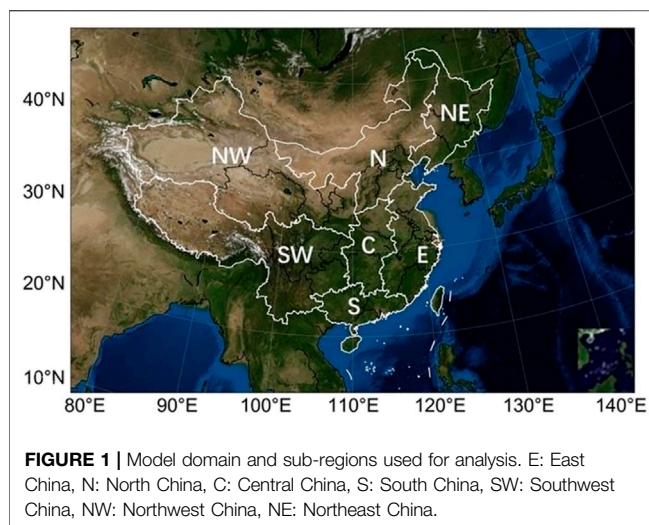 40°N
30°N
20°N
10°N
NE
NW
N
SW
C
E
S
80°E 90°E 100°E 110°E 120°E 130°E 140°E
FIGURE 1 | Model domain and sub-regions used for analysis. E: East
China, N: North China, C: Central China, S: South China, SW: Southwest
China, NW: Northwest China, NE: Northeast China.